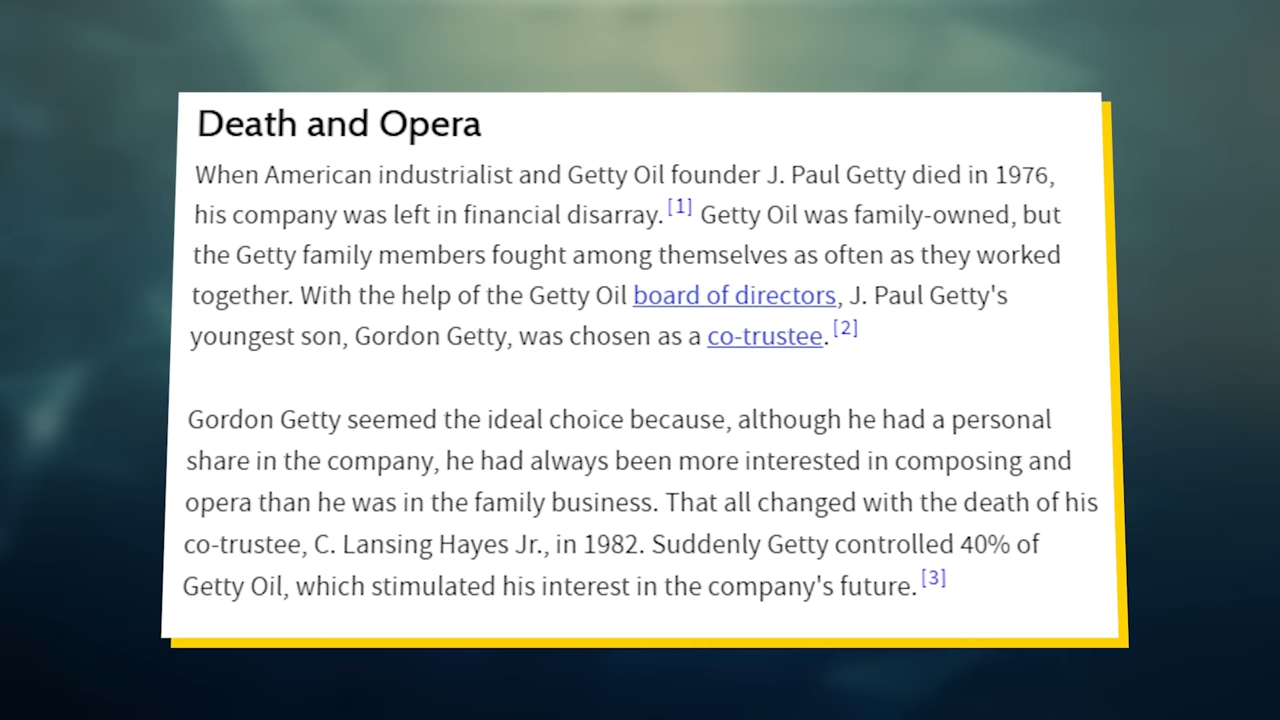 Death and Opera
When American industrialist and Getty Oil founder J. Paul Getty died in 1976,
his company was left in financial disarray.[1] Getty Oil was family-owned, but
the Getty family members fought among themselves as often as they worked
together. With the help of the Getty Oil board of directors, J. Paul Getty's
youngest son, Gordon Getty, was chosen as a co-trustee.[2]
Gordon Getty seemed the ideal choice because, although he had a personal
share in the company, he had always been more interested in composing and
opera than he was in the family business. That all changed with the death of his
co-trustee, C. Lansing Hayes Jr., in 1982. Suddenly Getty controlled 40% of
Getty Oil, which stimulated his interest in the company's future.[3]